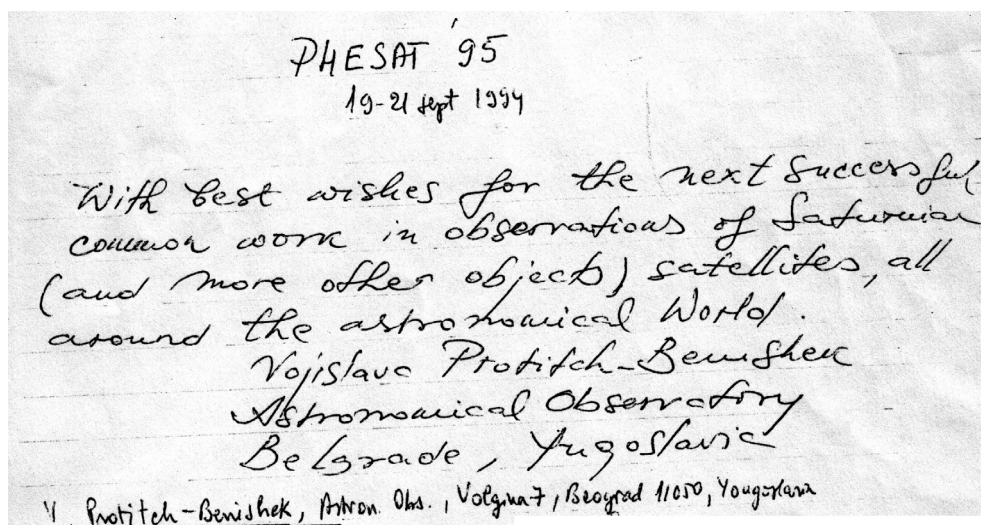 PHESAT '95
19-21 sept 1994
With best wishes for the next successful
common work in observations of Saturnian
(and more other objects) satellites, all
around the astronomical World.
Vojislava Protitch-Benishek
Astronomical Observatory
Belgrade, Yugoslavia
Protitch-Benishek, Astron. Obs., Volgina 7, Beograd 11050, Yougoslavia